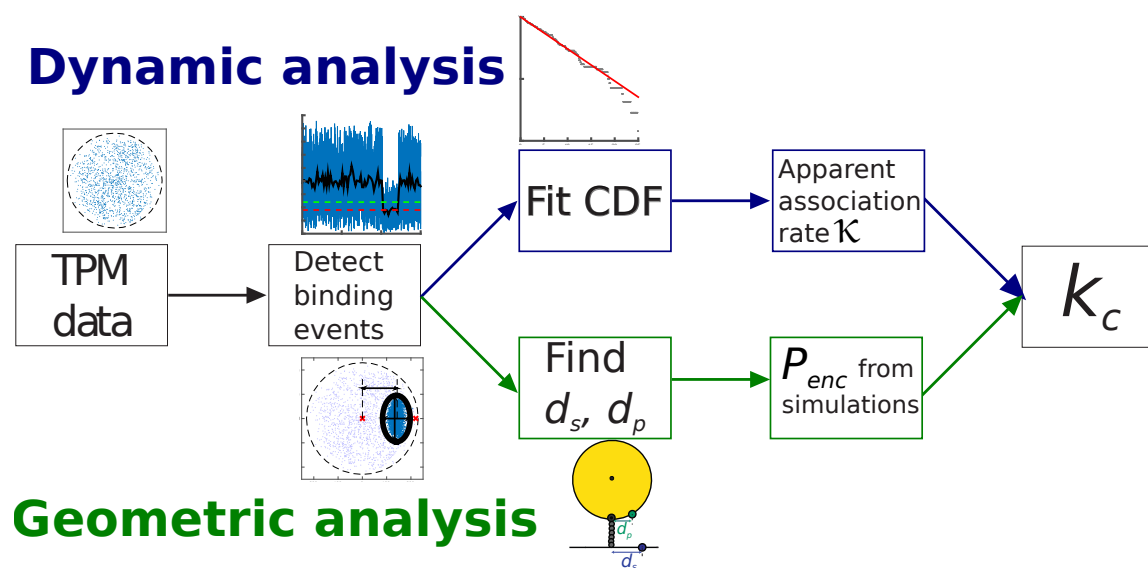 Dynamic analysis
TPM
data
Detect
binding
events
Fit CDF
Apparent
association
rate κ
k_c
Find
d_s, d_p
P_enc from
simulations
d_p
d_s
Geometric analysis